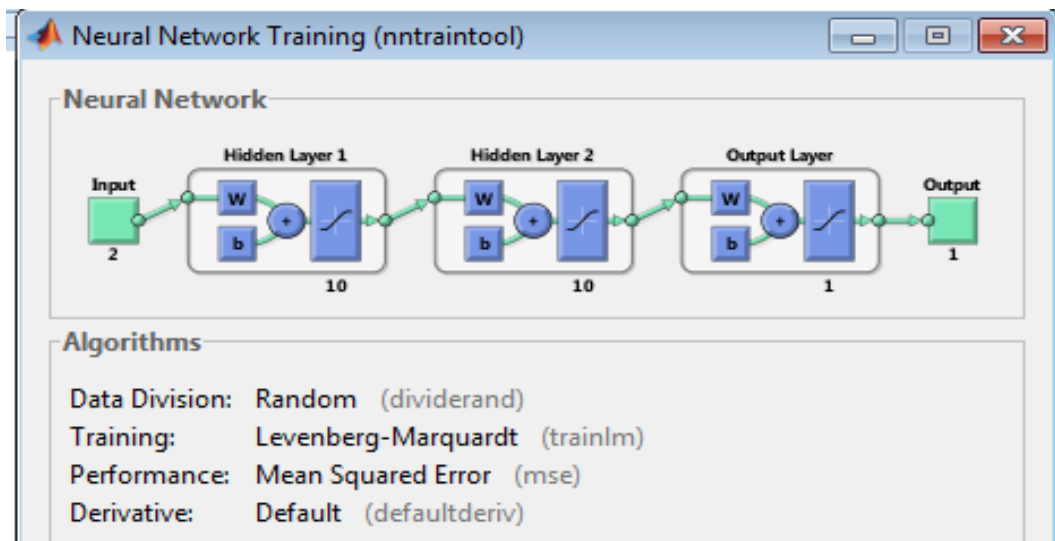 Neural Network Training (nntraintool)
Neural Network
Hidden Layer 1 Hidden Layer 2 Output Layer
Input Output
W W W
+ + +
b b b
2 1
10 10 1
Algorithms
Data Division: Random (dividerand)
Training: Levenberg-Marquardt (trainlm)
Performance: Mean Squared Error (mse)
Derivative: Default (defaultderiv)